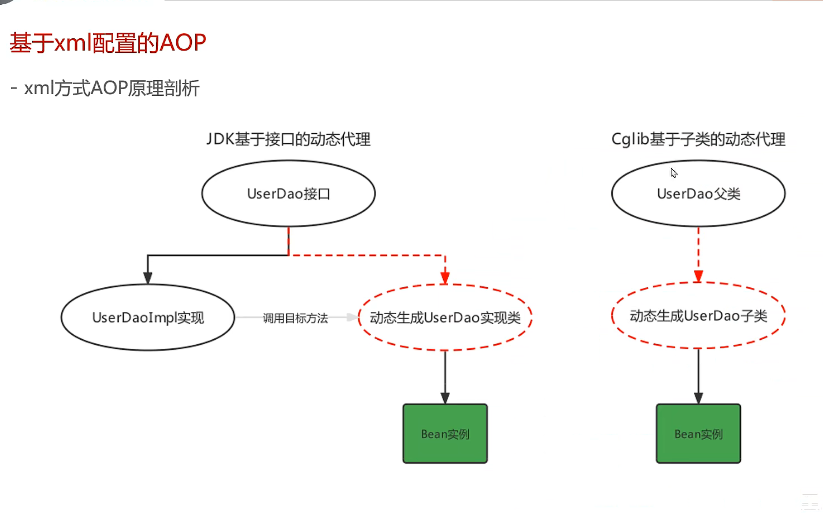 基于xml配置的AOP
- xml方式AOP原理剖析
JDK基于接口的动态代理
UserDao接口
UserDaoImpl实现
调用目标方法
动态生成UserDao实现类
Bean实例
Cglib基于子类的动态代理
UserDao父类
动态生成UserDao子类
Bean实例